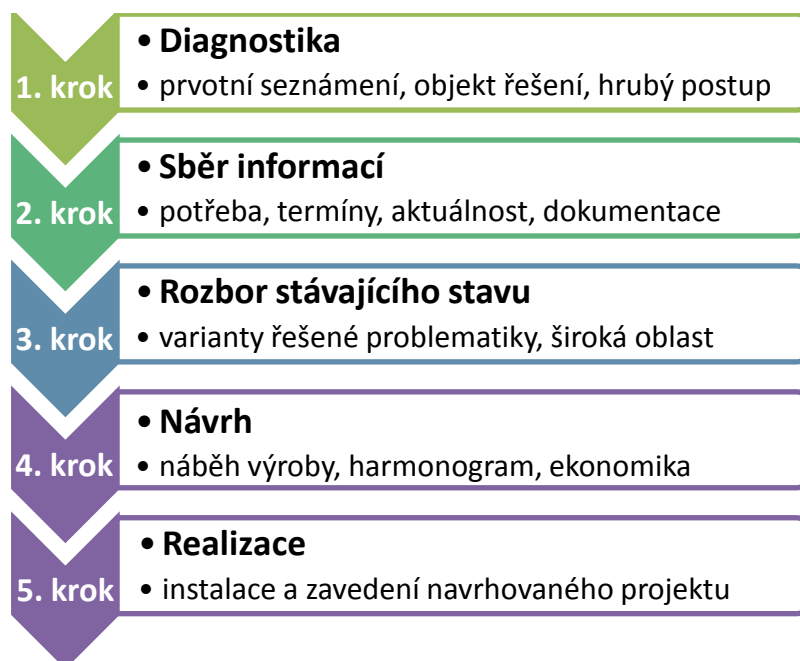 1. krok
• Diagnostika
• prvotní seznámení, objekt řešení, hrubý postup
2. krok
• Sběr informací
• potřeba, termíny, aktuálnost, dokumentace
3. krok
• Rozbor stávajícího stavu
• varianty řešené problematiky, široká oblast
4. krok
• Návrh
• náběh výroby, harmonogram, ekonomika
5. krok
• Realizace
• instalace a zavedení navrhovaného projektu